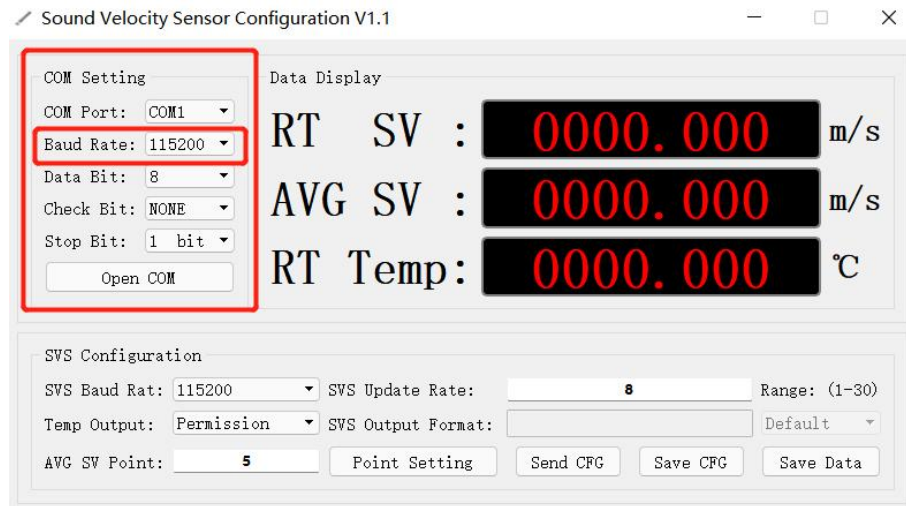 Sound Velocity Sensor Configuration V1.1
COM Setting
COM Port: COM1
Baud Rate: 115200
Data Bit: 8
Check Bit: NONE
Stop Bit: 1 bit
Open COM
Data Display
RT SV : 0000.000 m/s
AVG SV : 0000.000 m/s
RT Temp: 0000.000 ℃
SVS Configuration
SVS Baud Rat: 115200 SVS Update Rate: 8 Range: (1-30)
Temp Output: Permission SVS Output Format: Default
AVG SV Point: 5 Point Setting Send CFG Save CFG Save Data